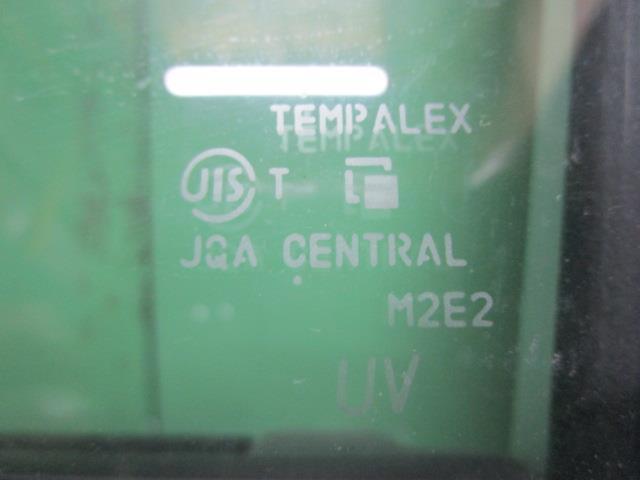 TEMPALEX
JIS T
JQA CENTRAL
M2E2
UV